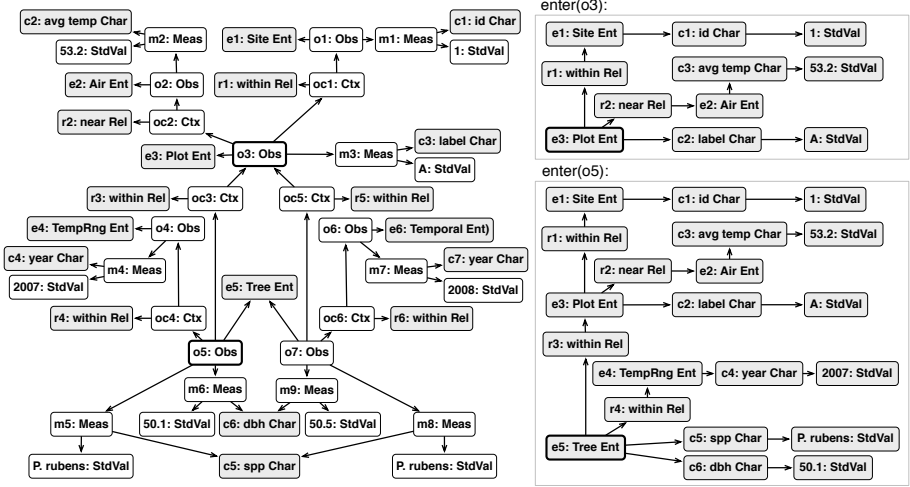 c2: avg temp Char
m2: Meas
53.2: StdVal
e1: Site Ent
o1: Obs
m1: Meas
c1: id Char
1: StdVal
e2: Air Ent
o2: Obs
r1: within Rel
oc1: Ctx
r2: near Rel
oc2: Ctx
e3: Plot Ent
o3: Obs
m3: Meas
c3: label Char
A: StdVal
r3: within Rel
oc3: Ctx
oc5: Ctx
r5: within Rel
e4: TempRng Ent
o4: Obs
o6: Obs
e6: Temporal Ent)
c4: year Char
m4: Meas
2007: StdVal
m7: Meas
c7: year Char
2008: StdVal
e5: Tree Ent
r4: within Rel
oc4: Ctx
oc6: Ctx
r6: within Rel
o5: Obs
o7: Obs
m6: Meas
m9: Meas
m5: Meas
50.1: StdVal
c6: dbh Char
50.5: StdVal
m8: Meas
P. rubens: StdVal
c5: spp Char
P. rubens: StdVal
enter(o3):
e1: Site Ent
c1: id Char
1: StdVal
r1: within Rel
c3: avg temp Char
53.2: StdVal
r2: near Rel
e2: Air Ent
e3: Plot Ent
c2: label Char
A: StdVal
enter(o5):
e1: Site Ent
c1: id Char
1: StdVal
r1: within Rel
c3: avg temp Char
53.2: StdVal
r2: near Rel
e2: Air Ent
e3: Plot Ent
c2: label Char
A: StdVal
r3: within Rel
e4: TempRng Ent
c4: year Char
2007: StdVal
r4: within Rel
e5: Tree Ent
c5: spp Char
P. rubens: StdVal
c6: dbh Char
50.1: StdVal